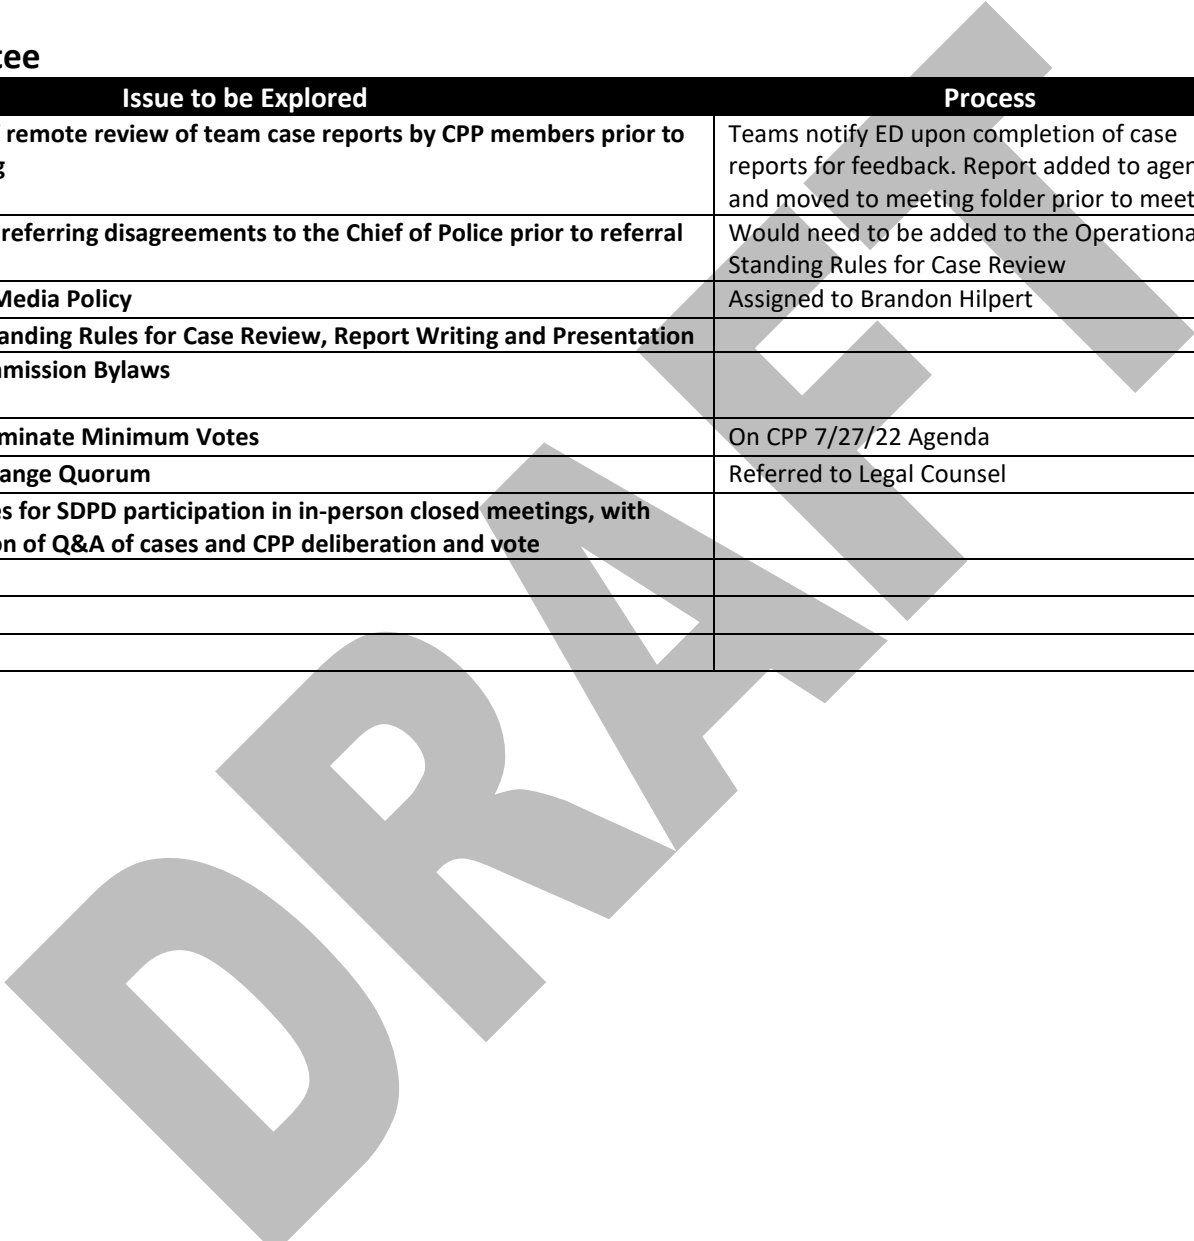 tee
Issue to be Explored Process
remote review of team case reports by CPP members prior to Teams notify ED upon completion of case
reports for feedback. Report added to agen
and moved to meeting folder prior to meet
referring disagreements to the Chief of Police prior to referral Would need to be added to the Operationa
Standing Rules for Case Review
Media Policy Assigned to Brandon Hilpert
anding Rules for Case Review, Report Writing and Presentation
mission Bylaws
minate Minimum Votes On CPP 7/27/22 Agenda
ange Quorum Referred to Legal Counsel
es for SDPD participation in in-person closed meetings, with
on of Q&A of cases and CPP deliberation and vote
DRAFT